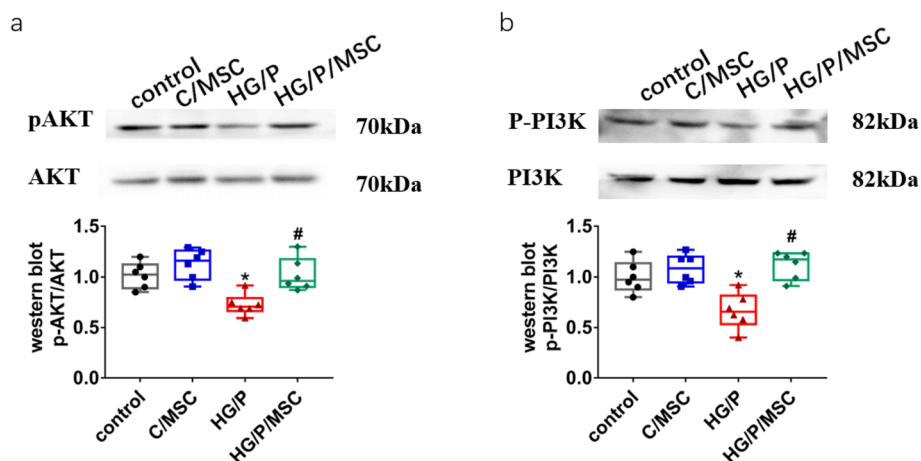 a
control
C/MSC
HG/P
HG/P/MSC
pAKT
70kDa
AKT
70kDa
western blot
p-AKT/AKT
1.5
1.0
0.5
0.0
*
#
control
C/MSC
HG/P
HG/P/MSC
b
control
C/MSC
HG/P
HG/P/MSC
P-PI3K
82kDa
PI3K
82kDa
western blot
p-PI3K/PI3K
1.5
1.0
0.5
0.0
*
#
control
C/MSC
HG/P
HG/P/MSC